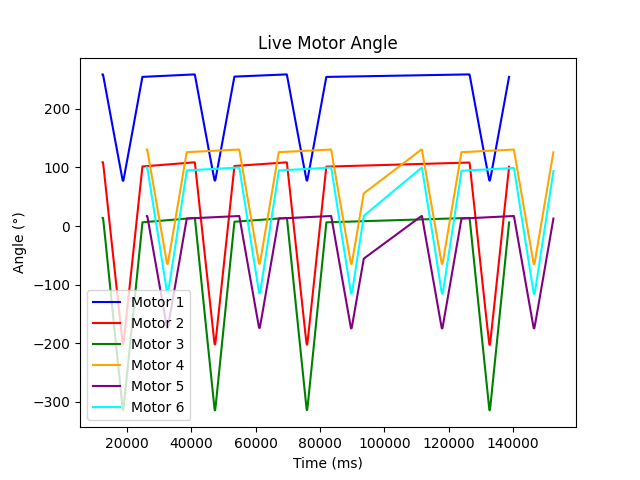 Live Motor Angle
Angle (°)
200
100
0
−100
−200
−300
Motor 1
Motor 2
Motor 3
Motor 4
Motor 5
Motor 6
20000 40000 60000 80000 100000 120000 140000
Time (ms)